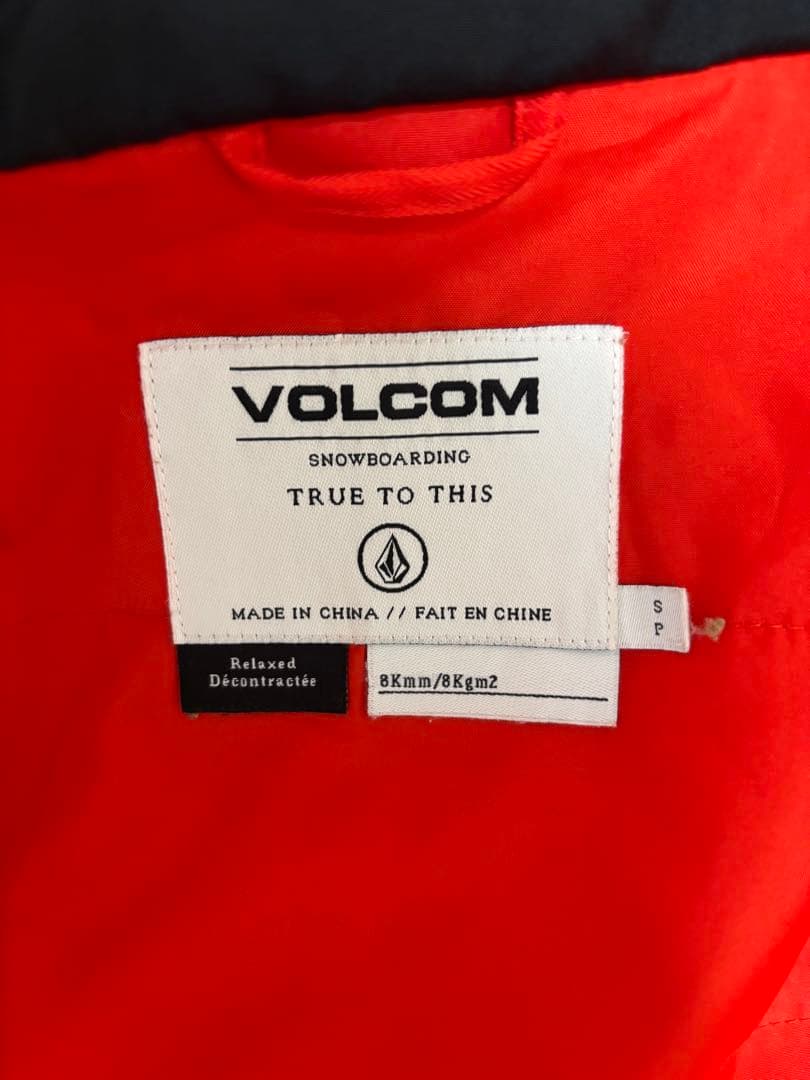 VOLCOM
SNOWBOARDING
TRUE TO THIS
MADE IN CHINA // FAIT EN CHINE
S
P
Relaxed
Décontractée
8Kmm/8Kgm2